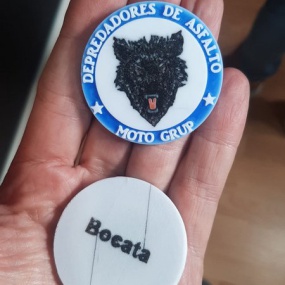 DEPREDADORES DE ASFALTO
MOTO GRUP
Bocata